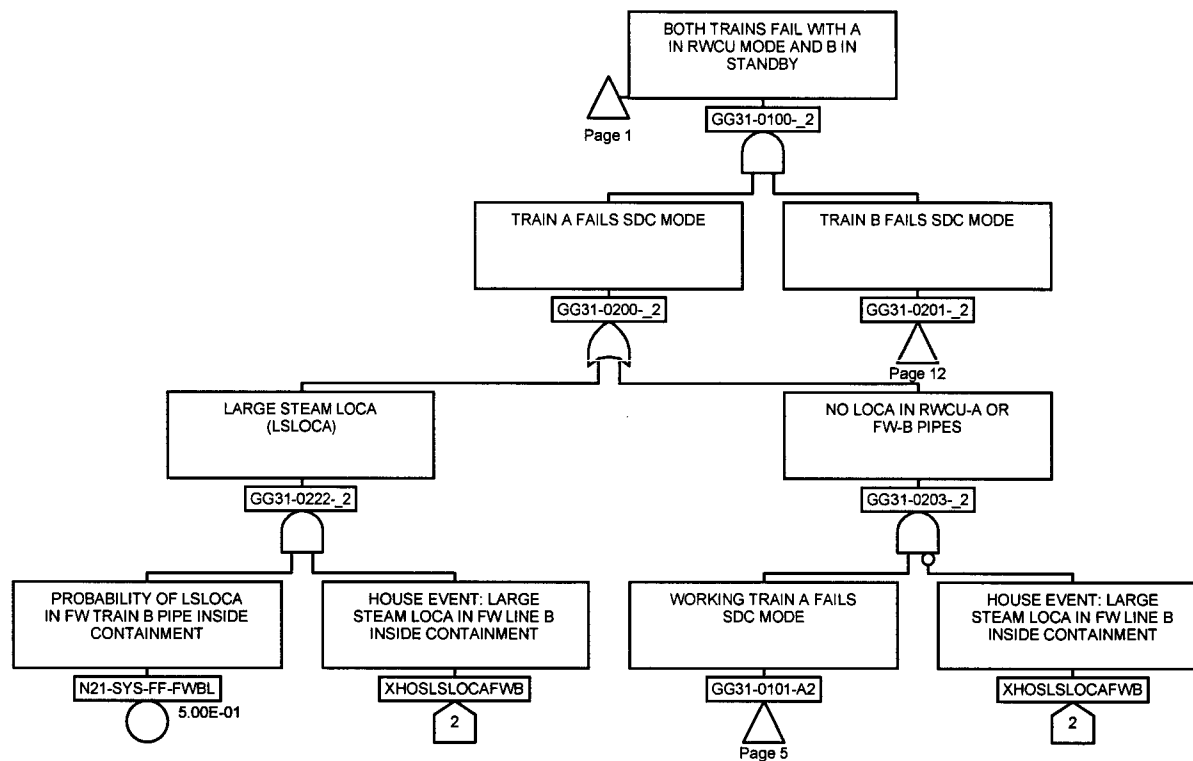 BOTH TRAINS FAIL WITH A
IN RWCU MODE AND B IN
STANDBY
Page 1
GG31-0100-_2
TRAIN A FAILS SDC MODE
TRAIN B FAILS SDC MODE
GG31-0200-_2
GG31-0201-_2
Page 12
LARGE STEAM LOCA
(LSLOCA)
NO LOCA IN RWCU-A OR
FW-B PIPES
GG31-0222-_2
GG31-0203-_2
PROBABILITY OF LSLOCA
IN FW TRAIN B PIPE INSIDE
CONTAINMENT
HOUSE EVENT: LARGE
STEAM LOCA IN FW LINE B
INSIDE CONTAINMENT
WORKING TRAIN A FAILS
SDC MODE
HOUSE EVENT: LARGE
STEAM LOCA IN FW LINE B
INSIDE CONTAINMENT
N21-SYS-FF-FWBL
XHOSLSLOCAFWB
GG31-0101-A2
XHOSLSLOCAFWB
5.00E-01
2
Page 5
2